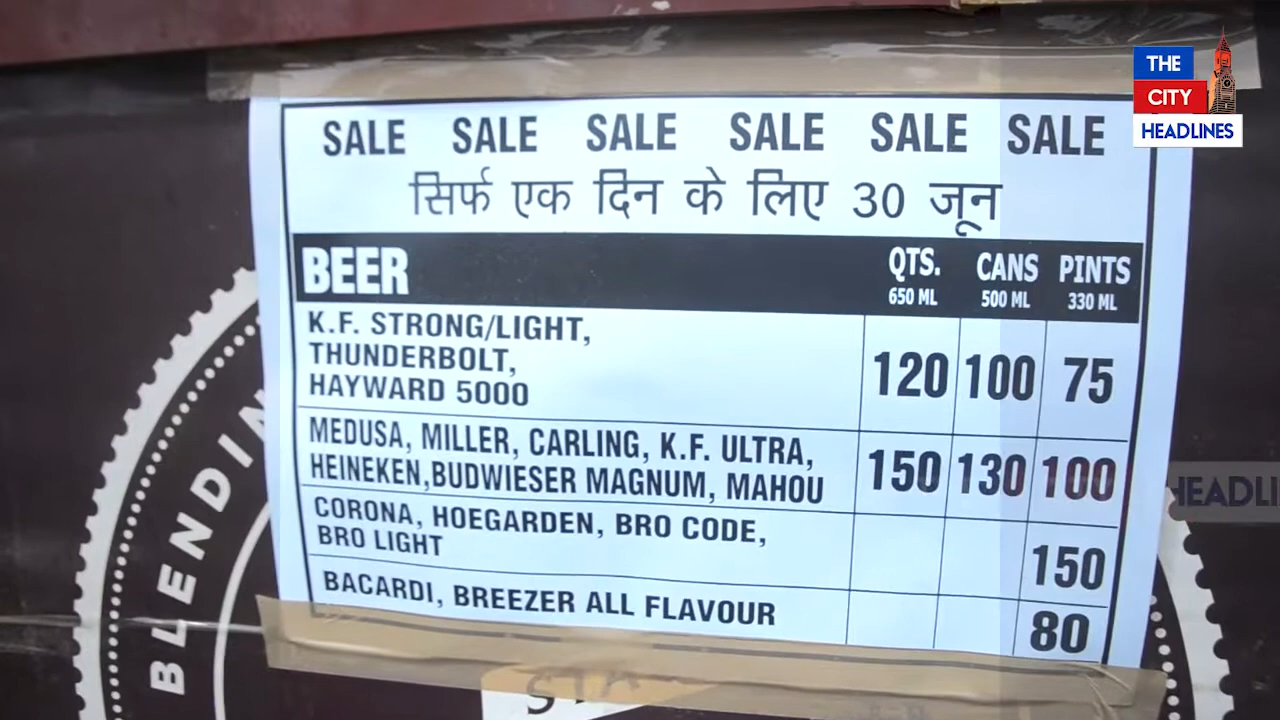 THE
CITY
HEADLINES
SALE SALE SALE SALE SALE SALE
सिर्फ एक दिन के लिए 30 जून
BEER QTS. CANS PINTS
650 ML 500 ML 330 ML
K.F. STRONG/LIGHT,
THUNDERBOLT,
HAYWARD 5000
120 100 75
MEDUSA, MILLER, CARLING, K.F. ULTRA,
HEINEKEN,BUDWIESER MAGNUM, MAHOU
150 130 100
CORONA, HOEGARDEN, BRO CODE,
BRO LIGHT
150
BACARDI, BREEZER ALL FLAVOUR
80